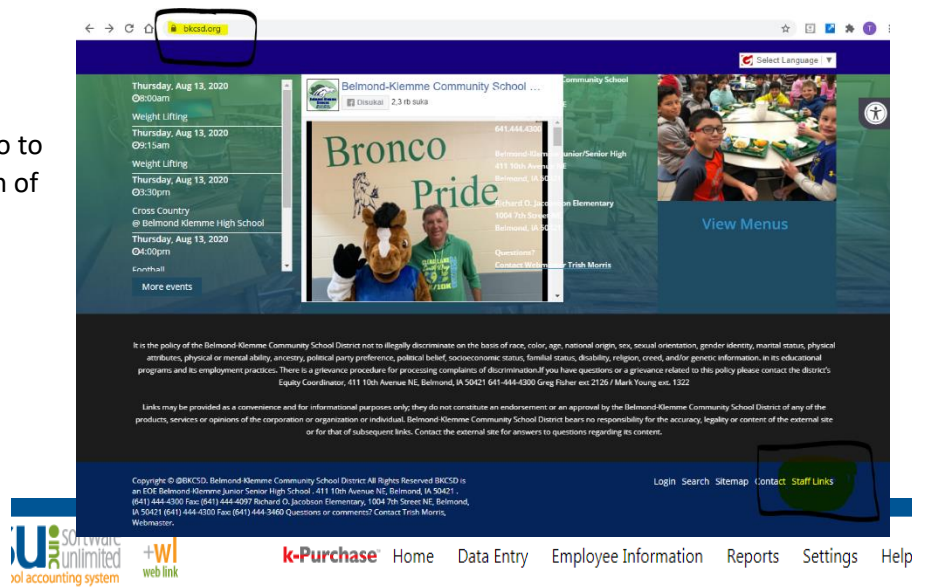 bkcsd.org
Select Language ▼
o to
n of
Thursday, Aug 13, 2020
08:00am
Weight Lifting
Thursday, Aug 13, 2020
09:15am
Weight Lifting
Thursday, Aug 13, 2020
03:30pm
Cross Country
@ Belmond Klemme High School
Thursday, Aug 13, 2020
04:00pm
Football
More events
Belmond-Klemme Community School ...
Disukai 2,3 rb suka
Bronco
Pride
Community School
641.444.4300
Belmond-Klemme Junior/Senior High
411 10th Avenue NE
Belmond, IA 50421
Richard O. Jacobson Elementary
1004 7th Street NE
Belmond, IA 50421
Questions?
Contact Webmaster Trish Morris
View Menus
It is the policy of the Belmond-Klemme Community School District not to illegally discriminate on the basis of race, color, age, national origin, sex, sexual orientation, gender identity, marital status, physical
attributes, physical or mental ability, ancestry, political party preference, political belief, socioeconomic status, familial status, disability, religion, creed, and/or genetic information. in its educational
programs and its employment practices. There is a grievance procedure for processing complaints of discrimination.If you have questions or a grievance related to this policy please contact the district's
Equity Coordinator, 411 10th Avenue NE, Belmond, IA 50421 641-444-4300 Greg Fisher ext 2126 / Mark Young ext. 1322
Links may be provided as a convenience and for informational purposes only; they do not constitute an endorsement or an approval by the Belmond-Klemme Community School District of any of the
products, services or opinions of the corporation or organization or individual. Belmond-Klemme Community School District bears no responsibility for the accuracy, legality or content of the external site
or for that of subsequent links. Contact the external site for answers to questions regarding its content.
Copyright © @BKCSD. Belmond-Klemme Community School District All Rights Reserved BKCSD is
an EOE Belmond-Klemme Junior Senior High School . 411 10th Avenue NE, Belmond, IA 50421 .
(641) 444-4300 Fax: (641) 444-4097 Richard O. Jacobson Elementary, 1004 7th Street NE, Belmond,
IA 50421 (641) 444-4300 Fax: (641) 444-3460 Questions or comments? Contact Trish Morris,
Webmaster.
Login Search Sitemap Contact Staff Links
SU software
unlimited
ool accounting system
+Wl
web link
k-Purchase Home Data Entry Employee Information Reports Settings Help